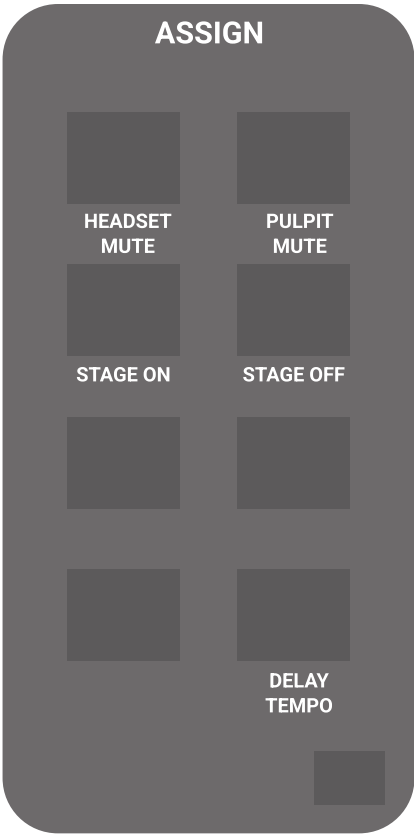 ASSIGN
HEADSET PULPIT
MUTE MUTE
STAGE ON STAGE OFF
DELAY
TEMPO